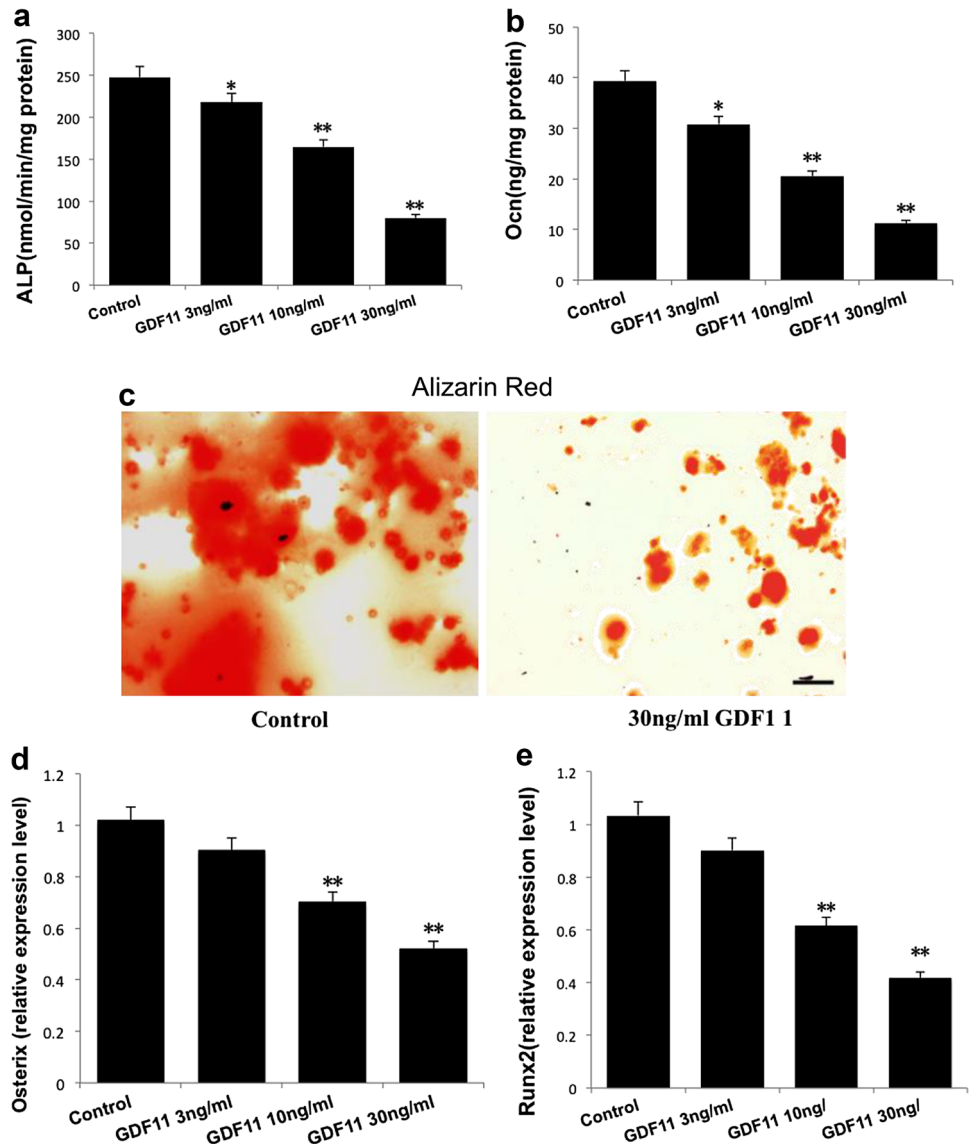 a
ALP(nmol/min/mg protein)
300
250
200
150
100
50
0
*
**
**
Control
GDF11 3ng/ml
GDF11 10ng/ml
GDF11 30ng/ml
b
Ocn(ng/mg protein)
50
40
30
20
10
0
*
**
**
Control
GDF11 3ng/ml
GDF11 10ng/ml
GDF11 30ng/ml
c
Alizarin Red
Control
30ng/ml GDF1 1
d
Osterix (relative expression level)
1.2
1
0.8
0.6
0.4
0.2
0
**
**
Control
GDF11 3ng/ml
GDF11 10ng/ml
GDF11 30ng/ml
e
Runx2(relative expression level)
1.2
1
0.8
0.6
0.4
0.2
0
**
**
Control
GDF11 3ng/ml
GDF11 10ng/
GDF11 30ng/